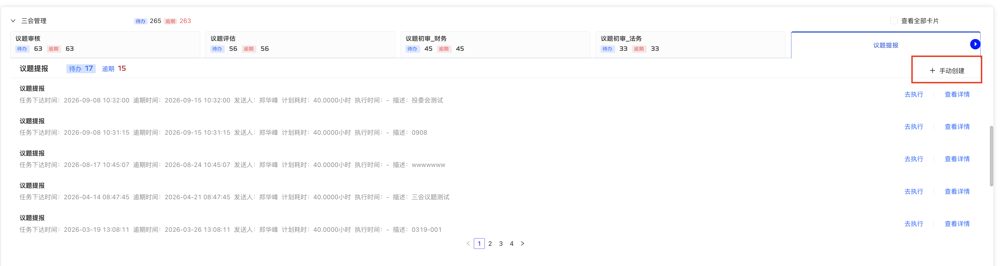 三会管理 待办 265 逾期 263 查看全部卡片
议题审核 议题评估 议题初审_财务 议题初审_法务 议题提报
待办 63 逾期 63 待办 56 逾期 56 待办 45 逾期 45 待办 33 逾期 33
议题提报 待办 17 逾期 15 + 手动创建
议题提报
任务下达时间: 2026-09-08 10:32:00 逾期时间: 2026-09-15 10:32:00 发送人: 郑华峰 计划耗时: 40.0000小时 执行时间: - 描述: 投委会测试 去执行 查看详情
议题提报
任务下达时间: 2026-09-08 10:31:15 逾期时间: 2026-09-15 10:31:15 发送人: 郑华峰 计划耗时: 40.0000小时 执行时间: - 描述: 0908 去执行 查看详情
议题提报
任务下达时间: 2026-08-17 10:45:07 逾期时间: 2026-08-24 10:45:07 发送人: 郑华峰 计划耗时: 40.0000小时 执行时间: - 描述: wwwwwww 去执行 查看详情
议题提报
任务下达时间: 2026-04-14 08:47:45 逾期时间: 2026-04-21 08:47:45 发送人: 郑华峰 计划耗时: 40.0000小时 执行时间: - 描述: 三会议题测试 去执行 查看详情
议题提报
任务下达时间: 2026-03-19 13:08:11 逾期时间: 2026-03-26 13:08:11 发送人: 郑华峰 计划耗时: 40.0000小时 执行时间: - 描述: 0319-001 去执行 查看详情
< 1 2 3 4 >